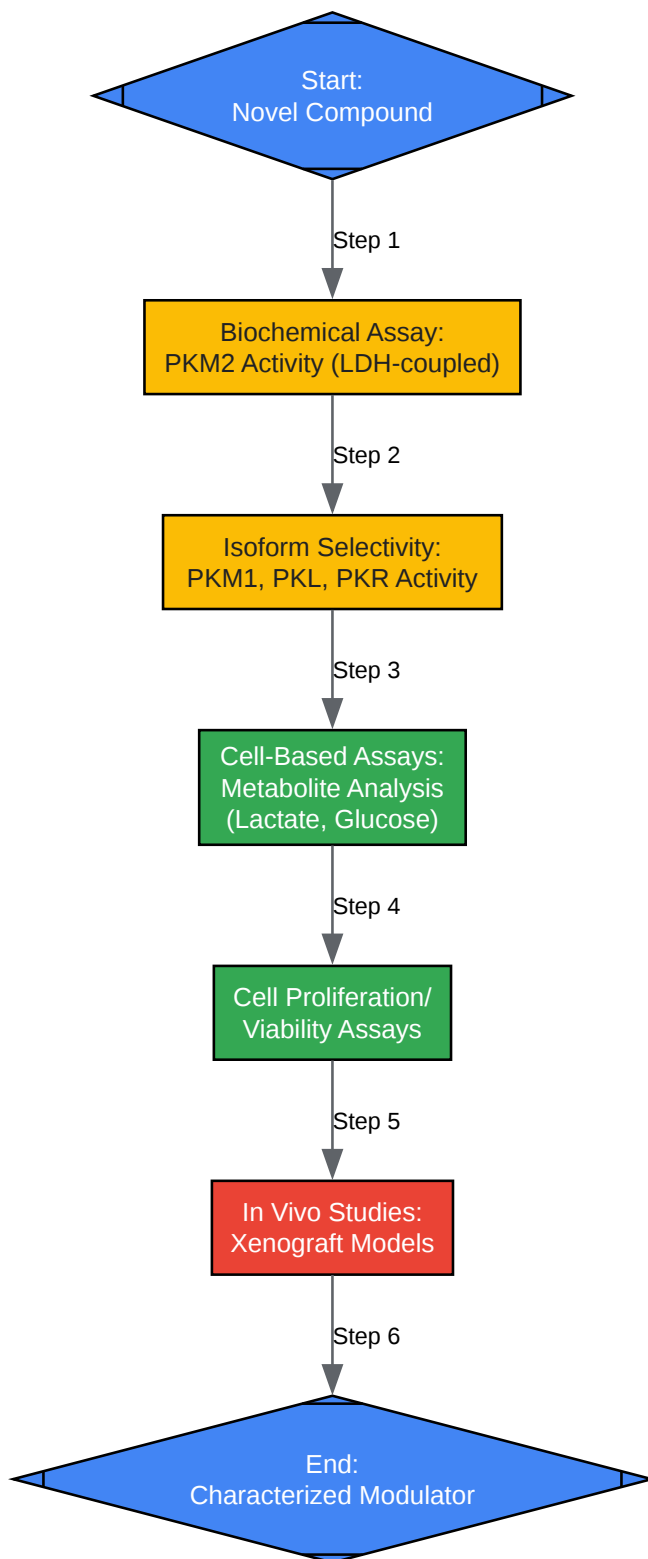 Start:
Novel Compound
Step 1
Biochemical Assay:
PKM2 Activity (LDH-coupled)
Step 2
Isoform Selectivity:
PKM1, PKL, PKR Activity
Step 3
Cell-Based Assays:
Metabolite Analysis
(Lactate, Glucose)
Step 4
Cell Proliferation/
Viability Assays
Step 5
In Vivo Studies:
Xenograft Models
Step 6
End:
Characterized Modulator